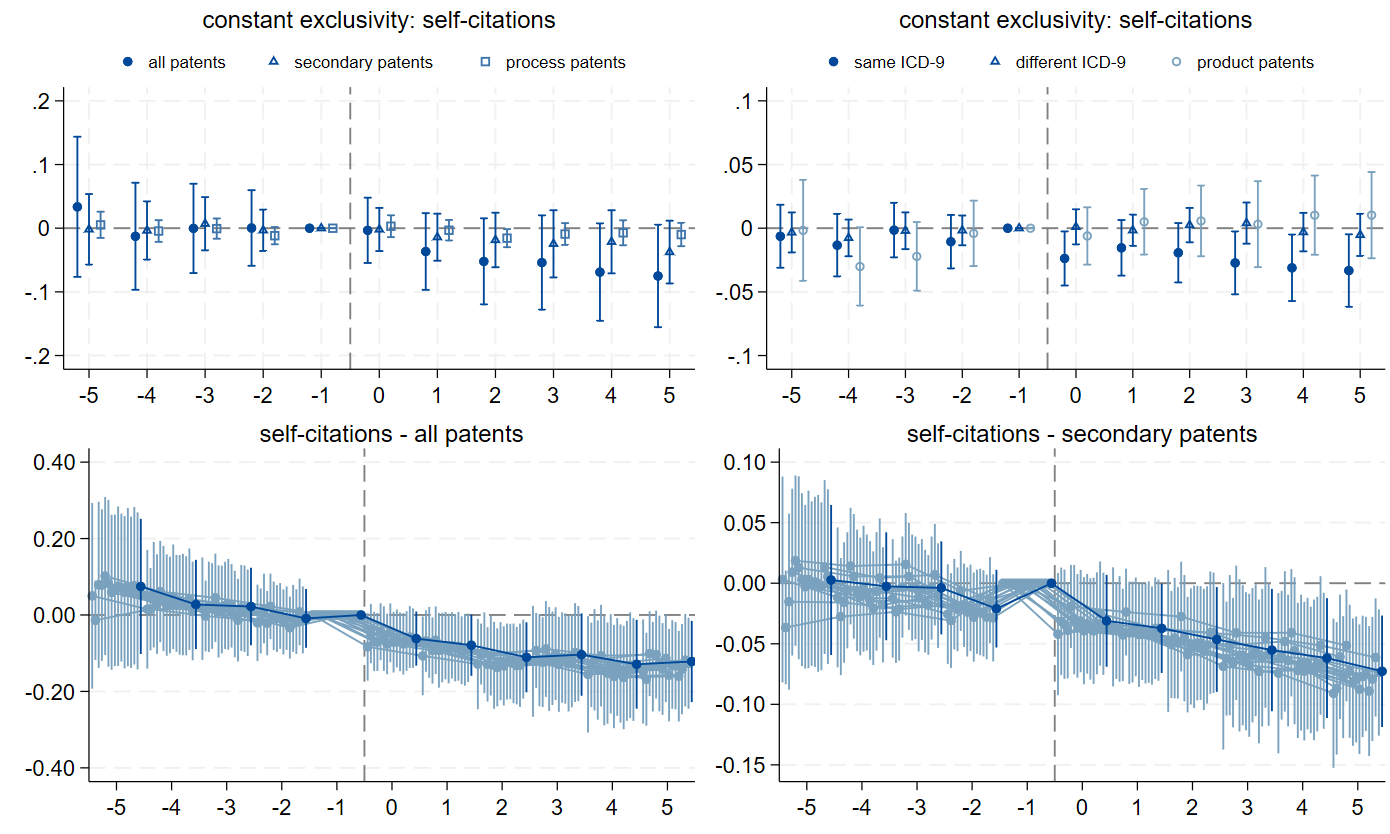 constant exclusivity: self-citations
all patents secondary patents process patents
.2
.1
0
-.1
-.2
-5 -4 -3 -2 -1 0 1 2 3 4 5
constant exclusivity: self-citations
same ICD-9 different ICD-9 product patents
.1
.05
0
-.05
-.1
-5 -4 -3 -2 -1 0 1 2 3 4 5
self-citations - all patents
0.40
0.20
0.00
-0.20
-0.40
-5 -4 -3 -2 -1 0 1 2 3 4 5
self-citations - secondary patents
0.10
0.05
0.00
-0.05
-0.10
-0.15
-5 -4 -3 -2 -1 0 1 2 3 4 5